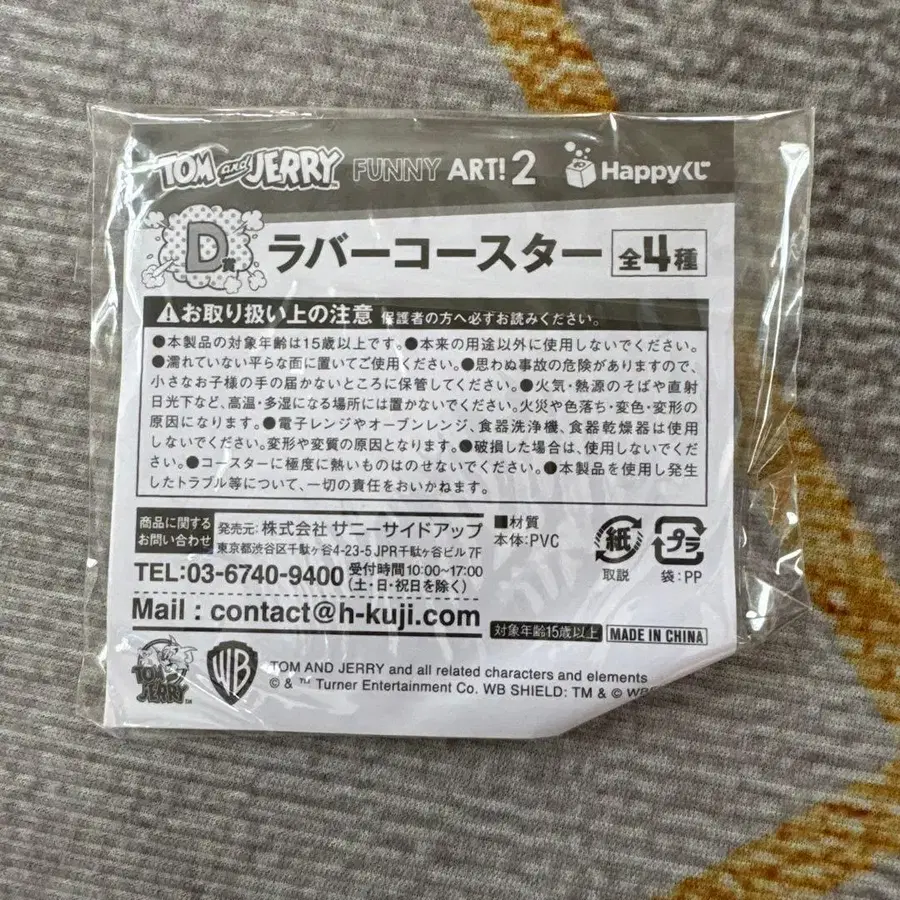 TOM and JERRY™ FUNNY ART! 2 Happyくじ
D賞 ラバーコースター 全4種
⚠お取り扱い上の注意 保護者の方へ必ずお読みください。
●本製品の対象年齢は15歳以上です。●本来の用途以外に使用しないでください。
●濡れていない平らな面に置いてご使用ください。●思わぬ事故の危険がありますので、
小さなお子様の手の届かないところに保管してください。●火気・熱源のそばや直射
日光下など、高温・多湿になる場所には置かないでください。火災や色落ち・変色・変形の
原因になります。●電子レンジやオーブンレンジ、食器洗浄機、食器乾燥器は使用
しないでください。変形や変質の原因となります。●破損した場合は、使用しないでくだ
さい。●コースターに極度に熱いものはのせないでください。●本製品を使用し発生
したトラブル等について、一切の責任をおいかねます。
商品に関する
お問い合わせ
発売元:株式会社 サニーサイドアップ
東京都渋谷区千駄ヶ谷4-23-5 JPR千駄ヶ谷ビル 7F
TEL:03-6740-9400 受付時間 10:00~17:00
(土・日・祝日を除く)
Mail : contact@h-kuji.com
■材質
本体:PVC
紙
取説
プラ
袋:PP
対象年齢15歳以上 MADE IN CHINA
TOM and JERRY™
WB
TOM AND JERRY and all related characters and elements
© & ™ Turner Entertainment Co. WB SHIELD: TM & © WB